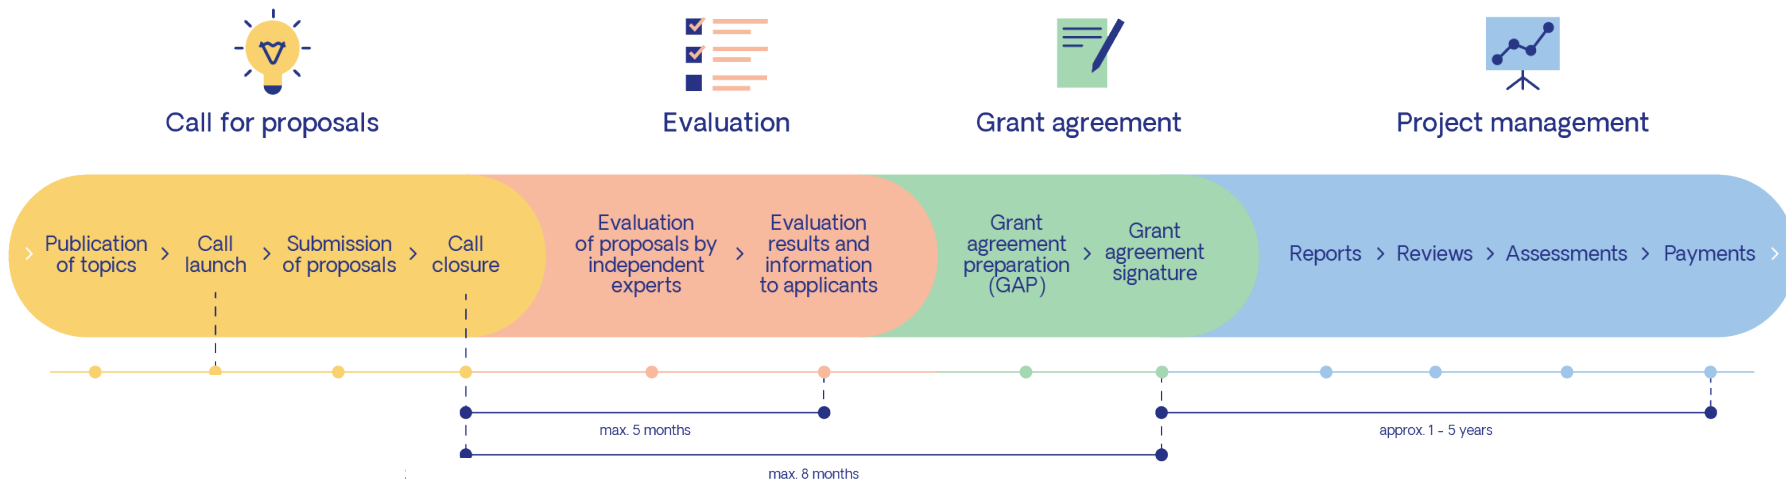 Call for proposals
Evaluation
Grant agreement
Project management
Publication
of topics
Call
launch
Submission
of proposals
Call
closure
Evaluation
of proposals by
independent
experts
Evaluation
results and
information
to applicants
Grant
agreement
preparation
(GAP)
Grant
agreement
signature
Reports
Reviews
Assessments
Payments
max. 5 months
approx. 1 - 5 years
max. 8 months